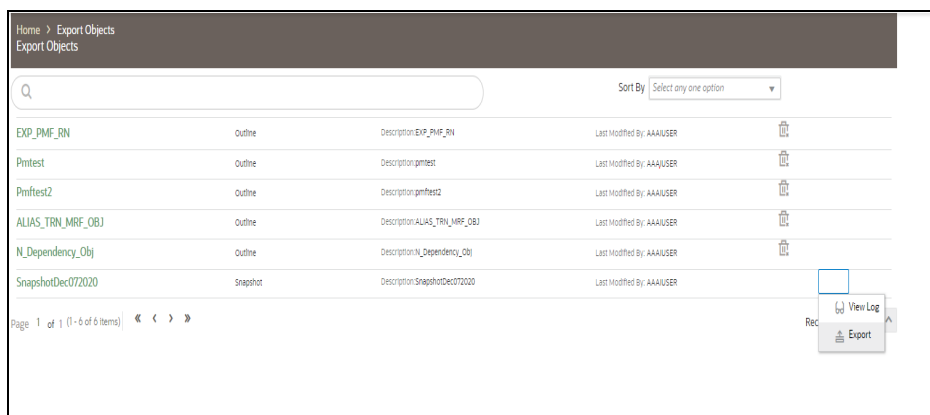 Home > Export Objects
Export Objects
Sort By Select any one option
EXP_PMF_RN Outline Description:EXP_PMF_RN Last Modified By: AAAIUSER
Pmtest Outline Description:pmtest Last Modified By: AAAIUSER
Pmftest2 Outline Description:pmftest2 Last Modified By: AAAIUSER
ALIAS_TRN_MRF_OBJ Outline Description:ALIAS_TRN_MRF_OBJ Last Modified By: AAAIUSER
N_Dependency_Obj Outline Description:N_Dependency_Obj Last Modified By: AAAIUSER
SnapshotDec072020 Snapshot Description:SnapshotDec072020 Last Modified By: AAAIUSER
View Log
Page 1 of 1 (1 - 6 of 6 items) « < > » Rec
Export